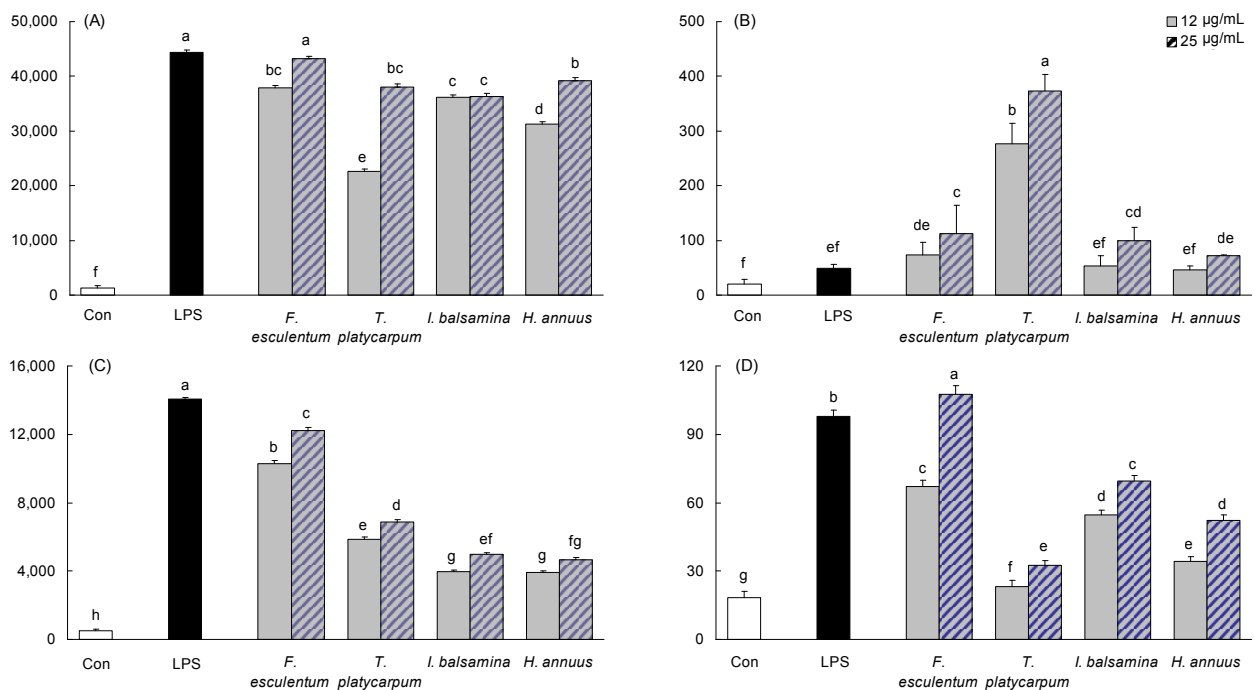 (A)
50,000
40,000
30,000
20,000
10,000
0
f
a
bc
a
e
bc
c
c
d
b
Con
LPS
F. T. I. balsamina H. annuus
esculentum platycarpum
(B)
12 µg/mL
25 µg/mL
500
400
300
200
100
0
f
ef
de
c
b
a
ef
cd
ef
de
Con
LPS
F. T. I. balsamina H. annuus
esculentum platycarpum
(C)
16,000
12,000
8,000
4,000
0
h
a
b
c
e
d
g
ef
g
fg
Con
LPS
F. T. I. balsamina H. annuus
esculentum platycarpum
(D)
120
90
60
30
0
g
b
c
a
f
e
d
c
e
d
Con
LPS
F. T. I. balsamina H. annuus
esculentum platycarpum